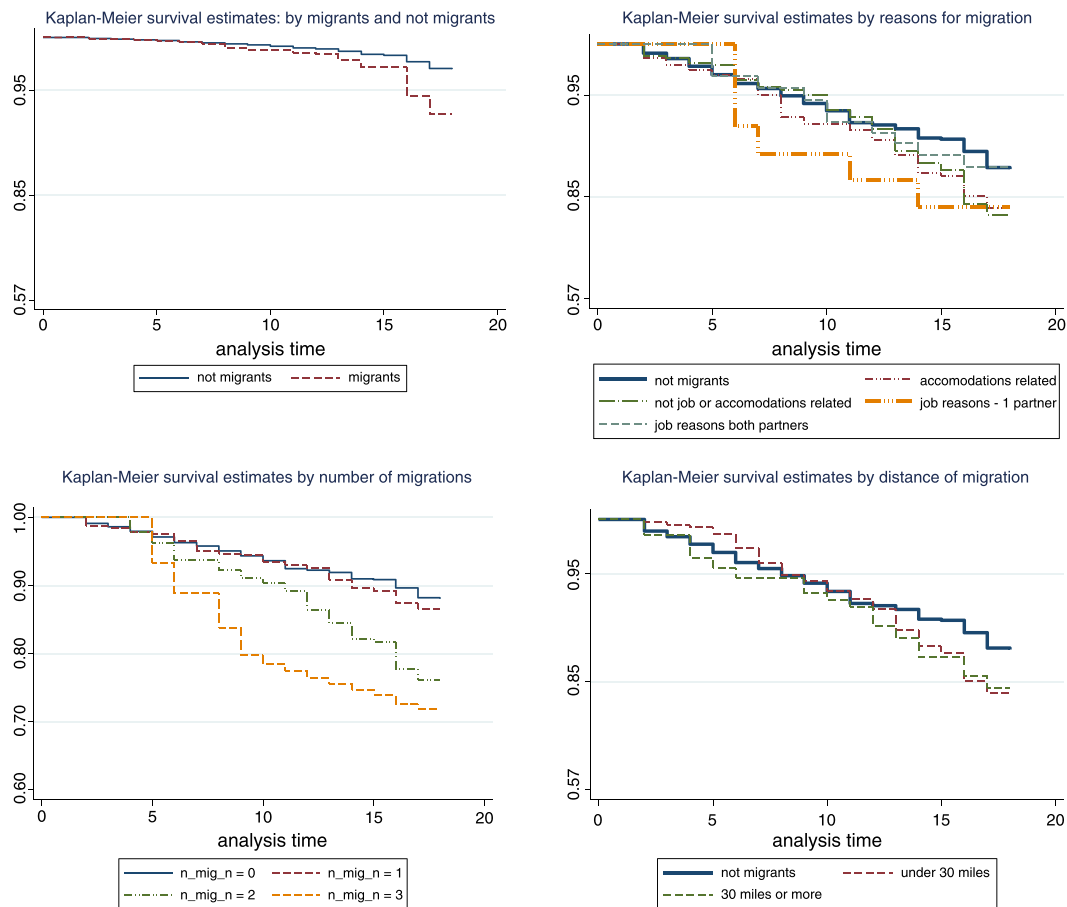 Kaplan-Meier survival estimates: by migrants and not migrants
0.95
0.85
0.57
0 5 10 15 20
analysis time
not migrants migrants
Kaplan-Meier survival estimates by reasons for migration
0.95
0.85
0.57
0 5 10 15 20
analysis time
not migrants accomodations related
not job or accomodations related job reasons - 1 partner
job reasons both partners
Kaplan-Meier survival estimates by number of migrations
1.00
0.90
0.80
0.70
0.60
0 5 10 15 20
analysis time
n_mig_n = 0 n_mig_n = 1
n_mig_n = 2 n_mig_n = 3
Kaplan-Meier survival estimates by distance of migration
0.95
0.85
0.57
0 5 10 15 20
analysis time
not migrants under 30 miles
30 miles or more